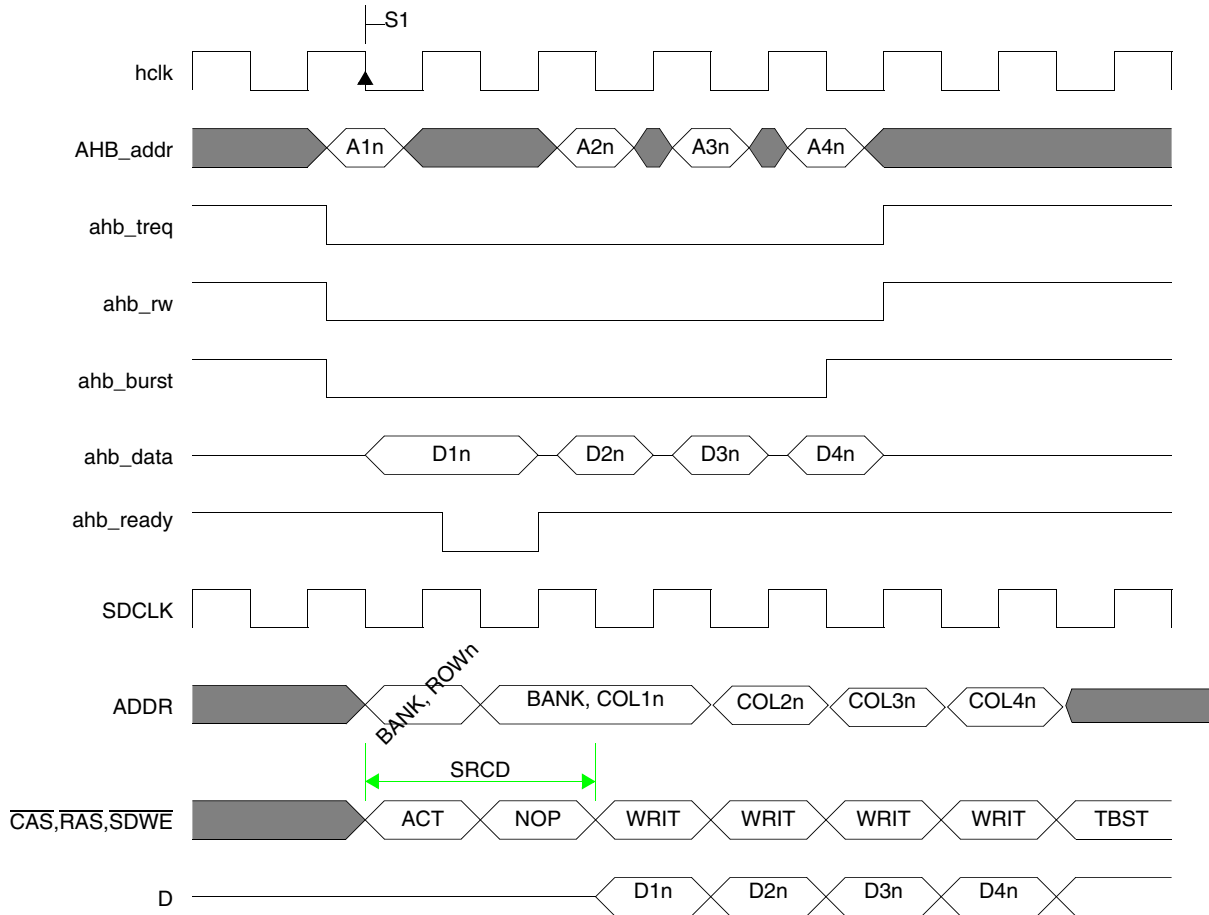 S1
hclk
AHB_addr A1n A2n A3n A4n
ahb_treq
ahb_rw
ahb_burst
ahb_data D1n D2n D3n D4n
ahb_ready
SDCLK
ADDR BANK, ROWn BANK, COL1n COL2n COL3n COL4n
SRCD
CAS,RAS,SDWE ACT NOP WRIT WRIT WRIT WRIT TBST
D D1n D2n D3n D4n